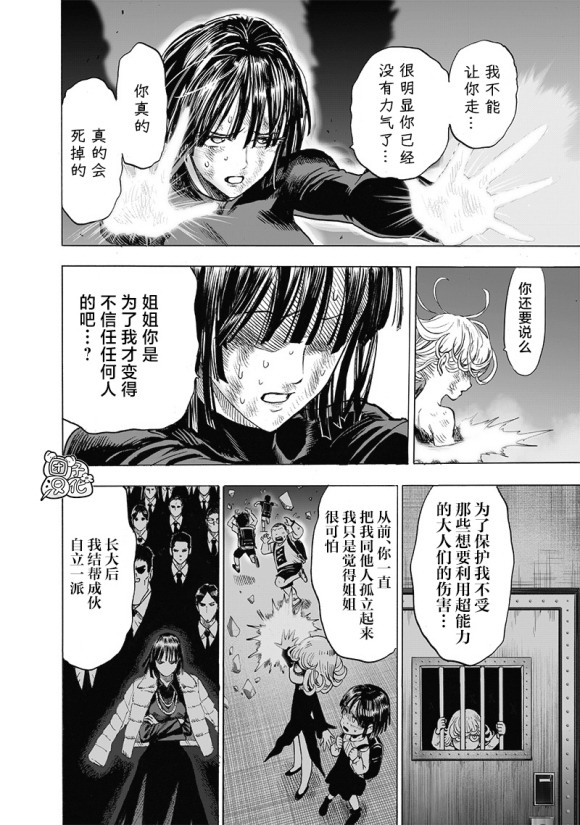 我不能
让你走…
很明显你已经
没有力气了…
你真的
真的会
死掉的
你还要说么
姐姐你是
为了我才变得
不信任任何人
的吧…?
为了保护我不受
那些想要利用超能力
的大人们的伤害…
从前、你一直
把我同他人孤立起来
我只是觉得姐姐
很可怕
长大后
我结帮成伙
自立一派